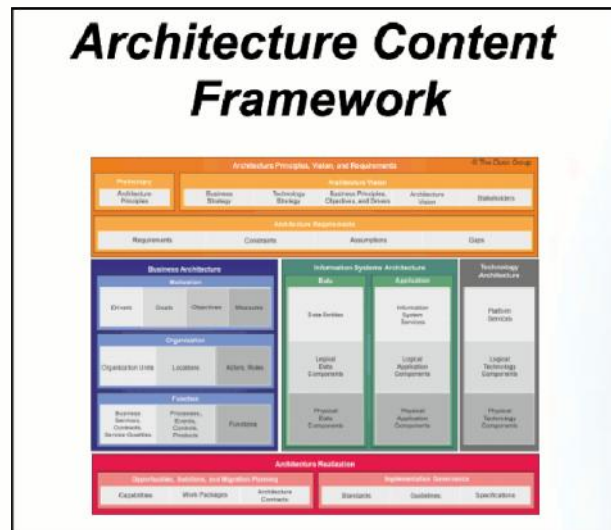 Architecture Content
Framework
Architecture Principles, Vision, and Requirements
© The Open Group
Preliminary
Architecture Vision
Architecture
Principles
Business
Strategy
Technology
Strategy
Business Principles,
Objectives, and Drivers
Architecture
Vision
Stakeholders
Architecture Requirements
Requirements
Constraints
Assumptions
Gaps
Business Architecture
Motivation
Drivers
Goals
Objectives
Measures
Organization
Organization Units
Locations
Actors, Roles
Function
Business
Services,
Contracts,
Service Qualities
Processes,
Events,
Controls,
Products
Functions
Information Systems Architecture
Data
Application
Data Entities
Information
System
Services
Logical
Data
Components
Logical
Application
Components
Physical
Data
Components
Physical
Application
Components
Technology
Architecture
Platform
Services
Logical
Technology
Components
Physical
Technology
Components
Architecture Realization
Opportunities, Solutions, and Migration Planning
Capabilities
Work Packages
Architecture
Contracts
Implementation Governance
Standards
Guidelines
Specifications